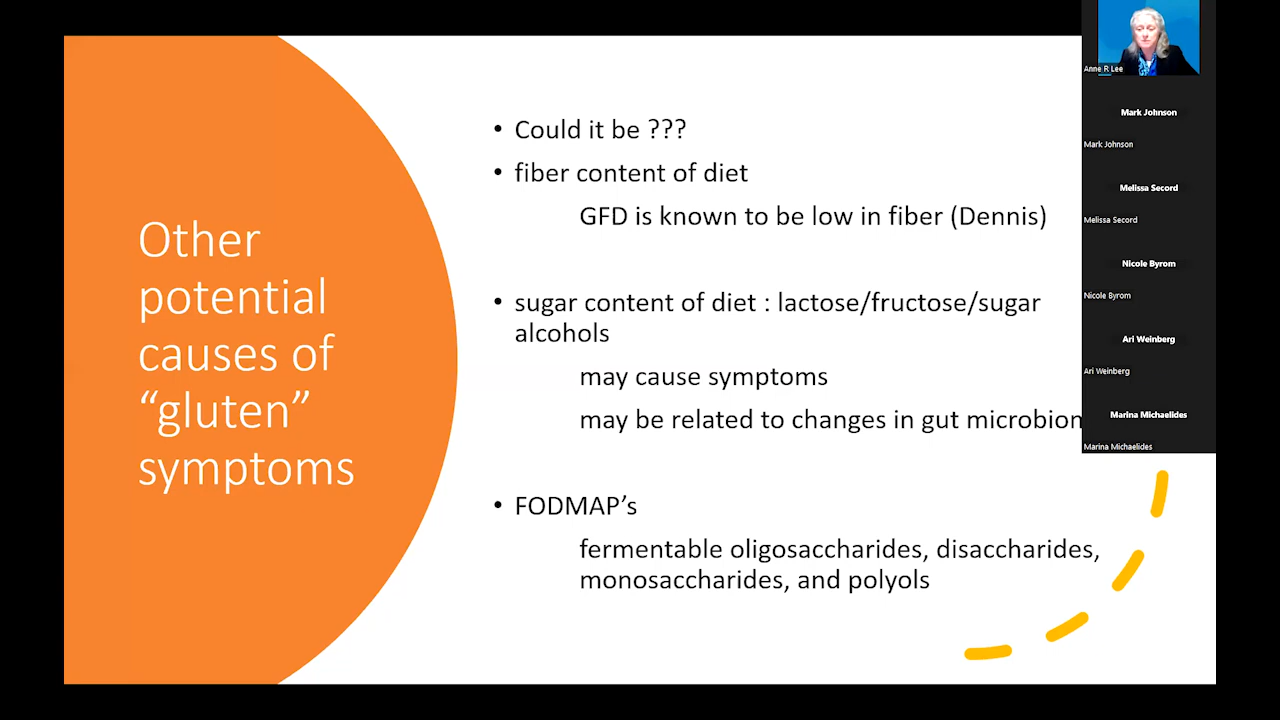 Other
potential
causes of
“gluten”
symptoms
• Could it be ???
• fiber content of diet
GFD is known to be low in fiber (Dennis)
• sugar content of diet : lactose/fructose/sugar
alcohols
may cause symptoms
may be related to changes in gut microbiom
• FODMAP’s
fermentable oligosaccharides, disaccharides,
monosaccharides, and polyols
Anne R Lee
Mark Johnson
Mark Johnson
Melissa Secord
Melissa Secord
Nicole Byrom
Nicole Byrom
Ari Weinberg
Ari Weinberg
Marina Michaelides
Marina Michaelides